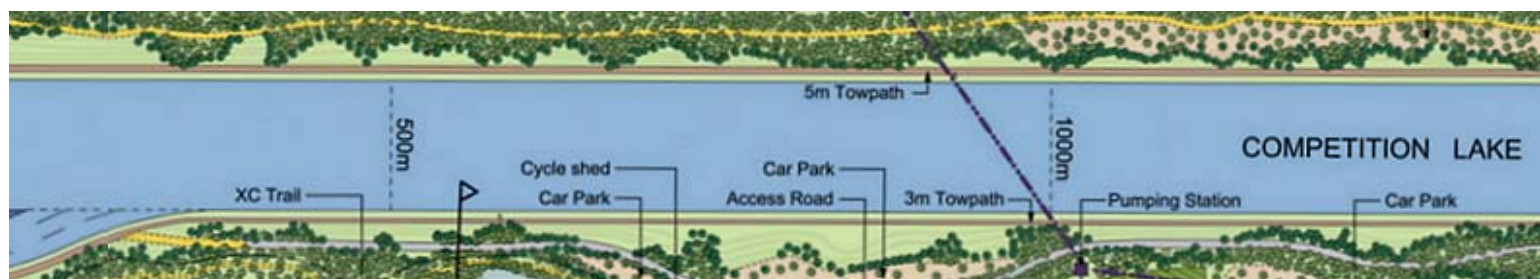 5m Towpath
500m
1000m
COMPETITION LAKE
Cycle shed
Car Park
XC Trail
Car Park
Access Road
3m Towpath
Pumping Station
Car Park